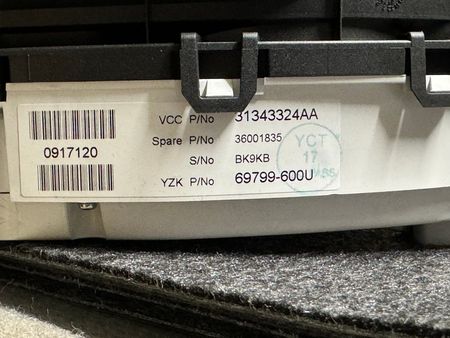 VCC P/No 31343324AA
Spare P/No 36001835
0917120
S/No BK9KB
YZK P/No 69799-600U
YCT
17